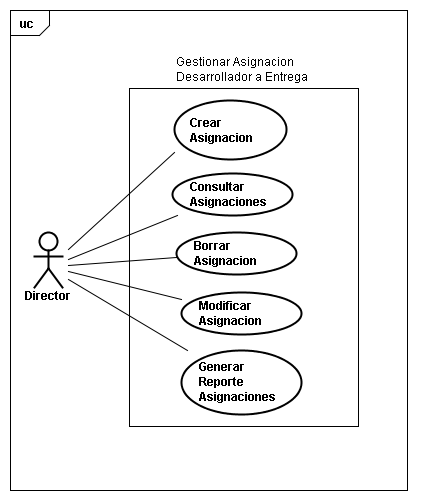 uc
Gestionar Asignacion
Desarrollador a Entrega
Crear
Asignacion
Consultar
Asignaciones
Borrar
Asignacion
Director
Modificar
Asignacion
Generar
Reporte
Asignaciones